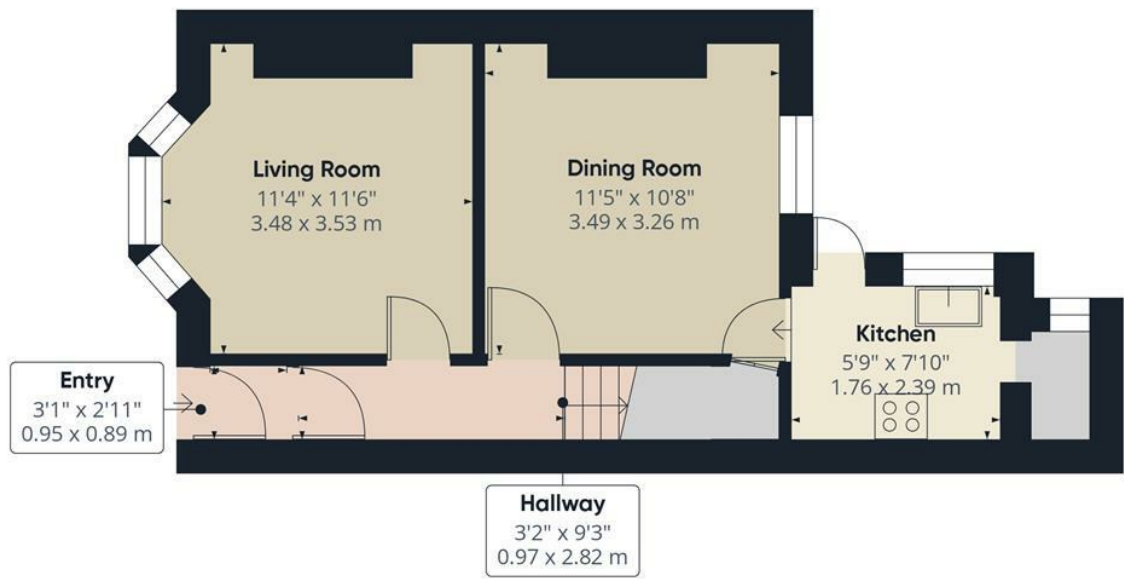 Living Room
11'4" x 11'6"
3.48 x 3.53 m
Dining Room
11'5" x 10'8"
3.49 x 3.26 m
Kitchen
5'9" x 7'10"
1.76 x 2.39 m
Entry
3'1" x 2'11"
0.95 x 0.89 m
Hallway
3'2" x 9'3"
0.97 x 2.82 m